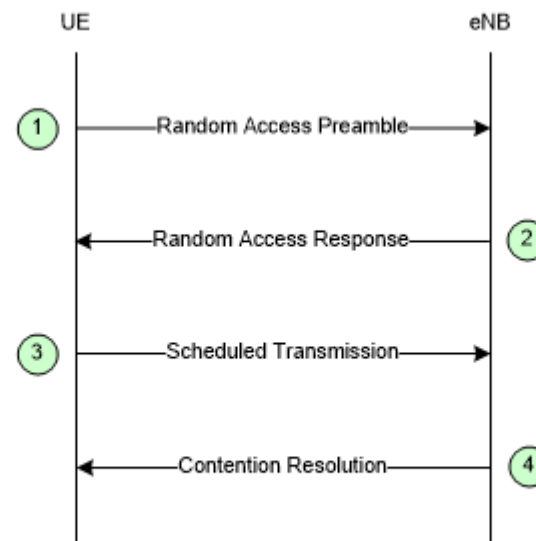 UE eNB
1 Random Access Preamble
Random Access Response 2
3 Scheduled Transmission
Contention Resolution 4